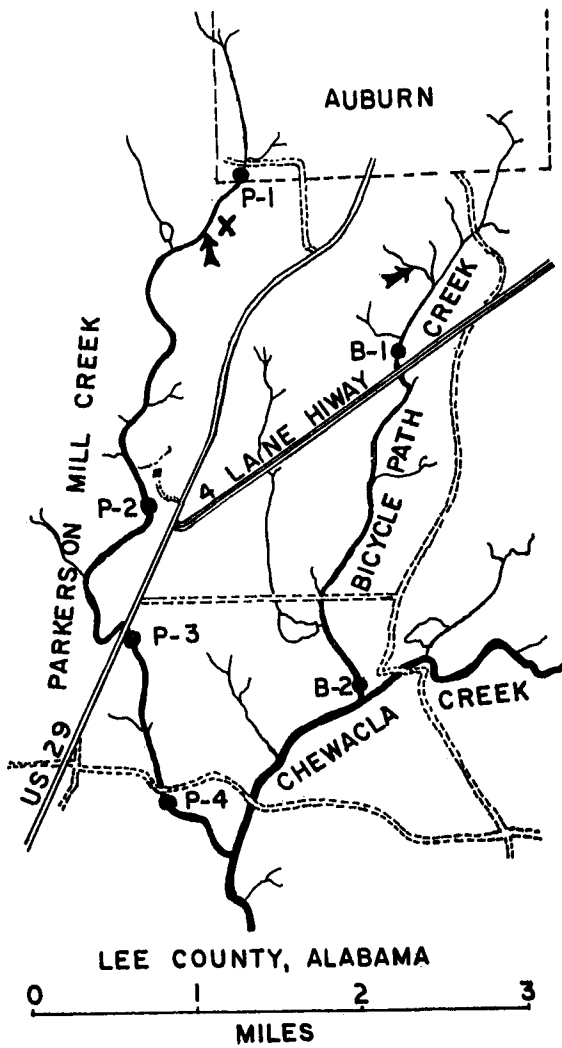 AUBURN
P-1
X
B-1
CREEK
4 LANE HIWAY
PARKERSON MILL CREEK
P-2
BICYCLE PATH
P-3
B-2
CREEK
CHEWACLA
US 29
P-4
LEE COUNTY, ALABAMA
0 1 2 3
MILES